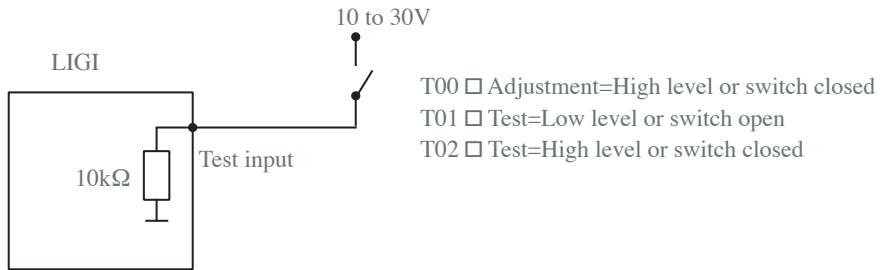 10 to 30V
LIGI
T00 □ Adjustment=High level or switch closed
T01 □ Test=Low level or switch open
T02 □ Test=High level or switch closed
Test input
10kΩ